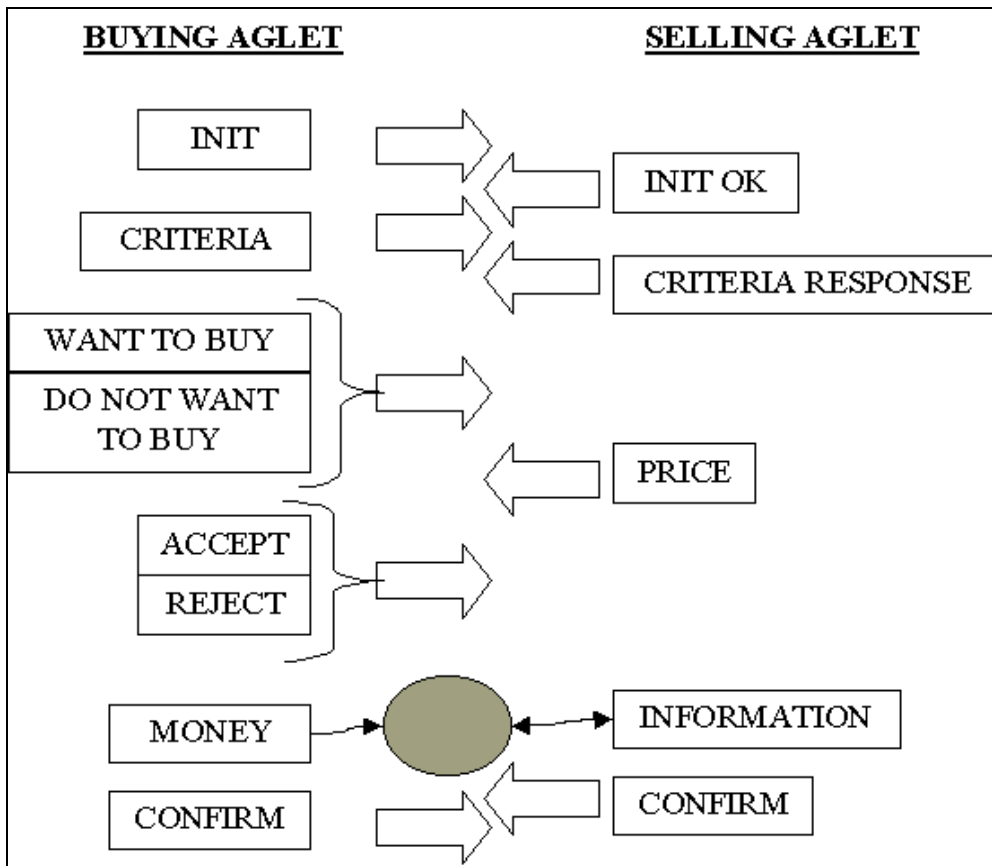 BUYING AGLET
SELLING AGLET
INIT
INIT OK
CRITERIA
CRITERIA RESPONSE
WANT TO BUY
DO NOT WANT
TO BUY
PRICE
ACCEPT
REJECT
MONEY
INFORMATION
CONFIRM
CONFIRM